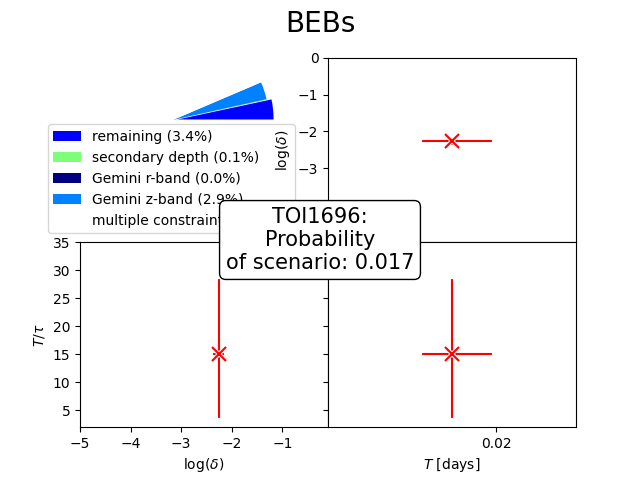 BEBs
remaining (3.4%)
secondary depth (0.1%)
Gemini r-band (0.0%)
Gemini z-band (2.9%)
multiple constraint
log(δ)
0
−1
−2
−3
TOI1696:
Probability
of scenario: 0.017
T/τ
35
30
25
20
15
10
5
−5 −4 −3 −2 −1
log(δ)
0.02
T [days]